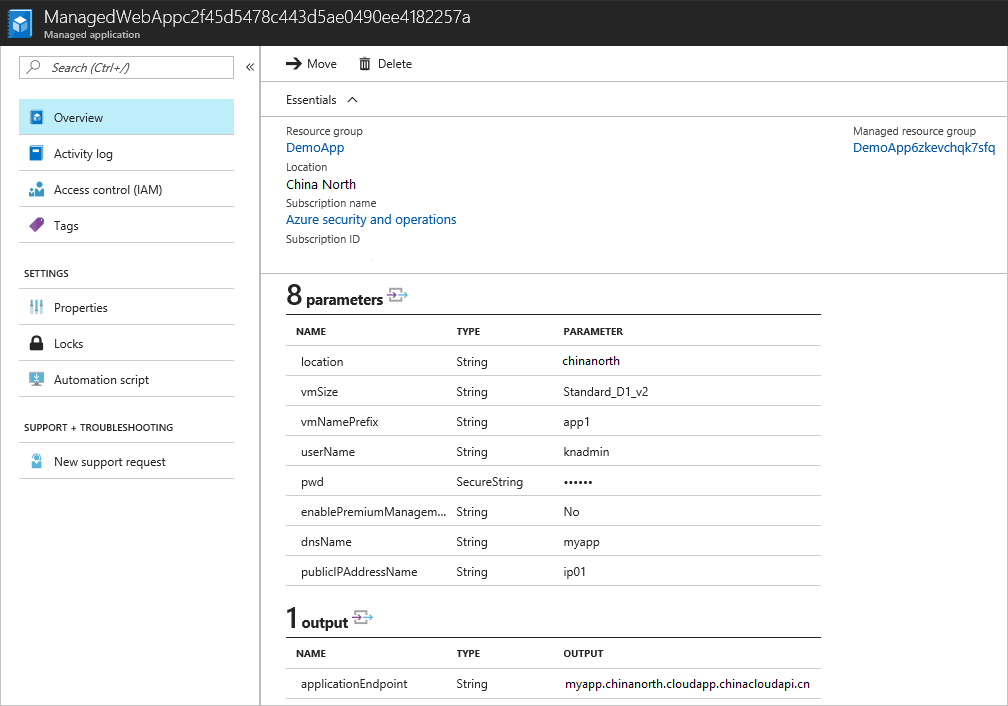 ManagedWebAppc2f45d5478c443d5ae0490ee4182257a
Managed application
Search (Ctrl+/)
«
Overview
Activity log
Access control (IAM)
Tags
SETTINGS
Properties
Locks
Automation script
SUPPORT + TROUBLESHOOTING
New support request
Move Delete
Essentials
Resource group
DemoApp
Location
China North
Subscription name
Azure security and operations
Subscription ID
Managed resource group
DemoApp6zkevchqk7sfq
8 parameters
NAME TYPE PARAMETER
location String chinanorth
vmSize String Standard_D1_v2
vmNamePrefix String app1
userName String knadmin
pwd SecureString ••••••
enablePremiumManagem... String No
dnsName String myapp
publicIPAddressName String ip01
1 output
NAME TYPE OUTPUT
applicationEndpoint String myapp.chinanorth.cloudapp.chinacloudapi.cn